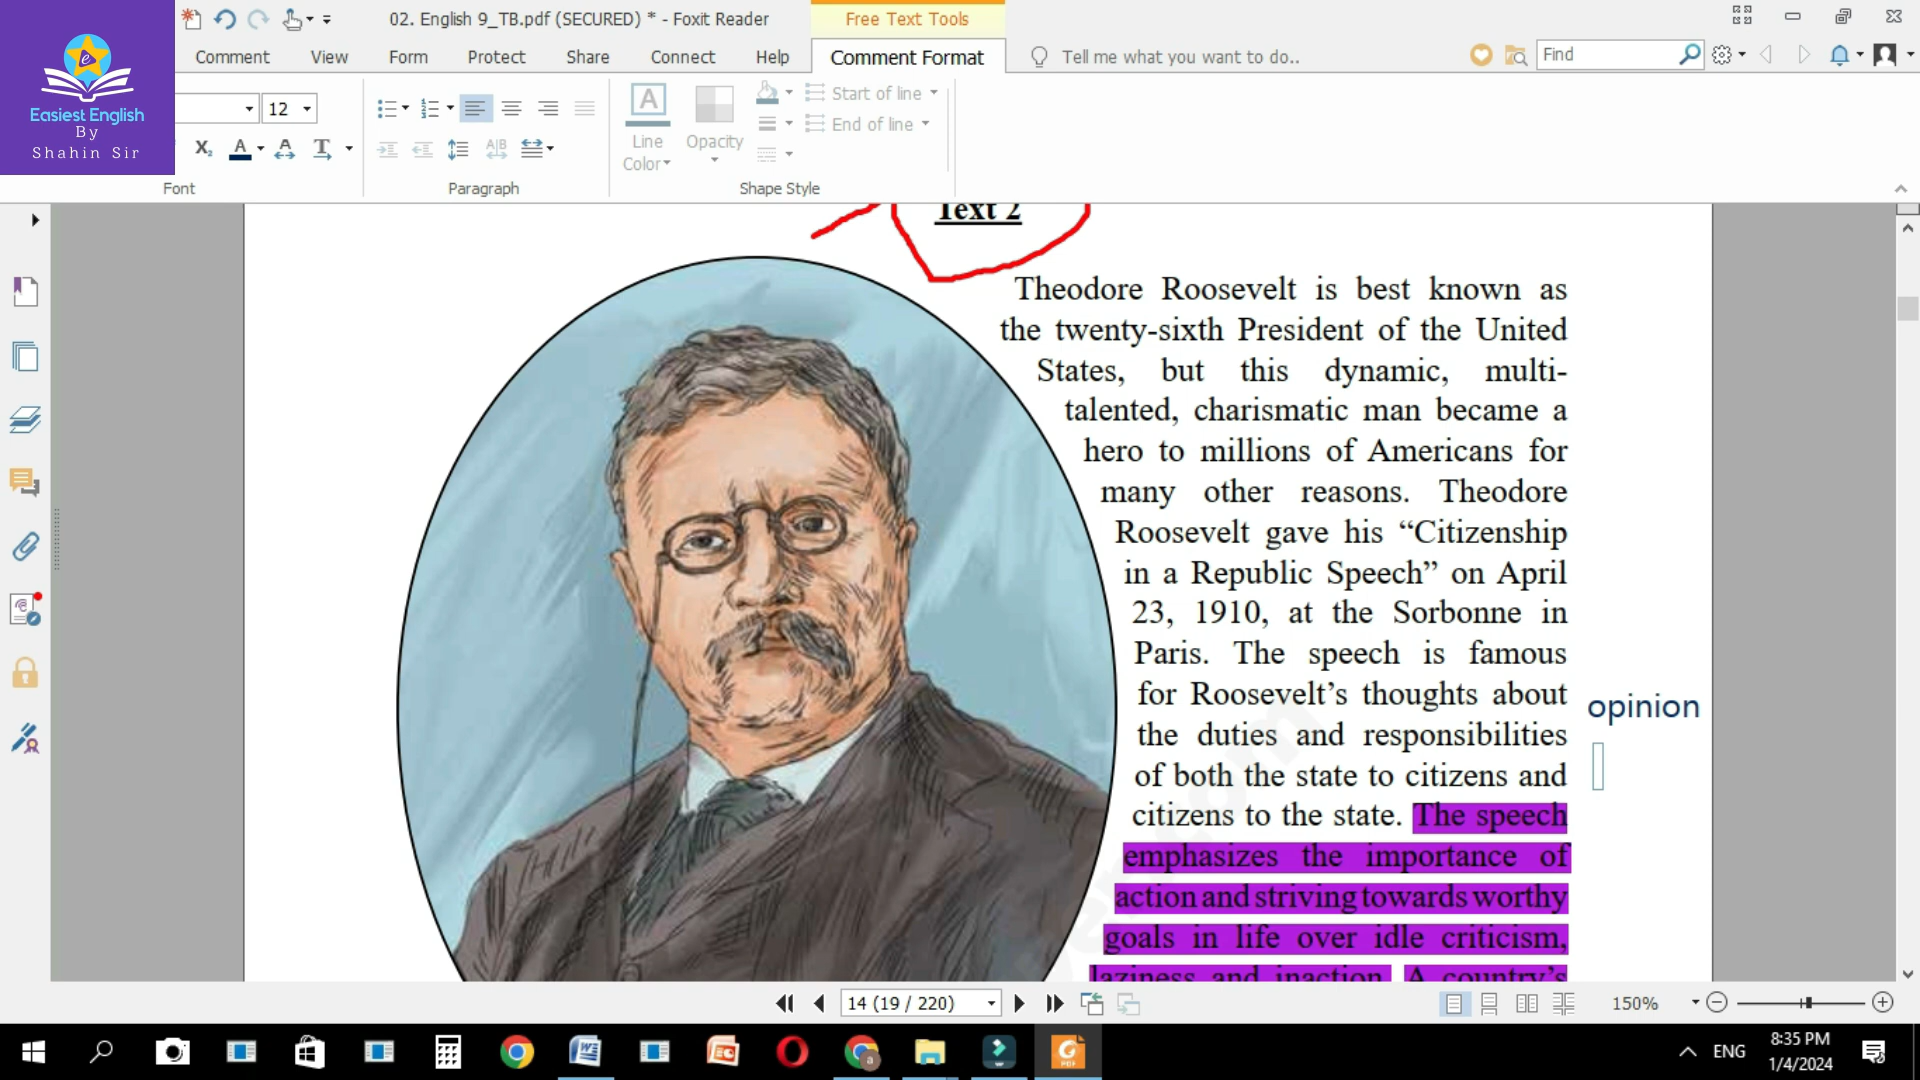 02. English 9_TB.pdf (SECURED) * - Foxit Reader
Free Text Tools
Comment
View
Form
Protect
Share
Connect
Help
Comment Format
Tell me what you want to do..
Find
e
Easiest English
By
Shahin Sir
12
Start of line
End of line
Line
Color
Opacity
Font
Paragraph
Shape Style
Text 2
Theodore Roosevelt is best known as
the twenty-sixth President of the United
States, but this dynamic, multi-
talented, charismatic man became a
hero to millions of Americans for
many other reasons. Theodore
Roosevelt gave his “Citizenship
in a Republic Speech” on April
23, 1910, at the Sorbonne in
Paris. The speech is famous
for Roosevelt’s thoughts about
the duties and responsibilities
of both the state to citizens and
citizens to the state. The speech
emphasizes the importance of
action and striving towards worthy
goals in life over idle criticism,
laziness and inaction. A country’s
opinion
14 (19 / 220)
150%
ENG
8:35 PM
1/4/2024